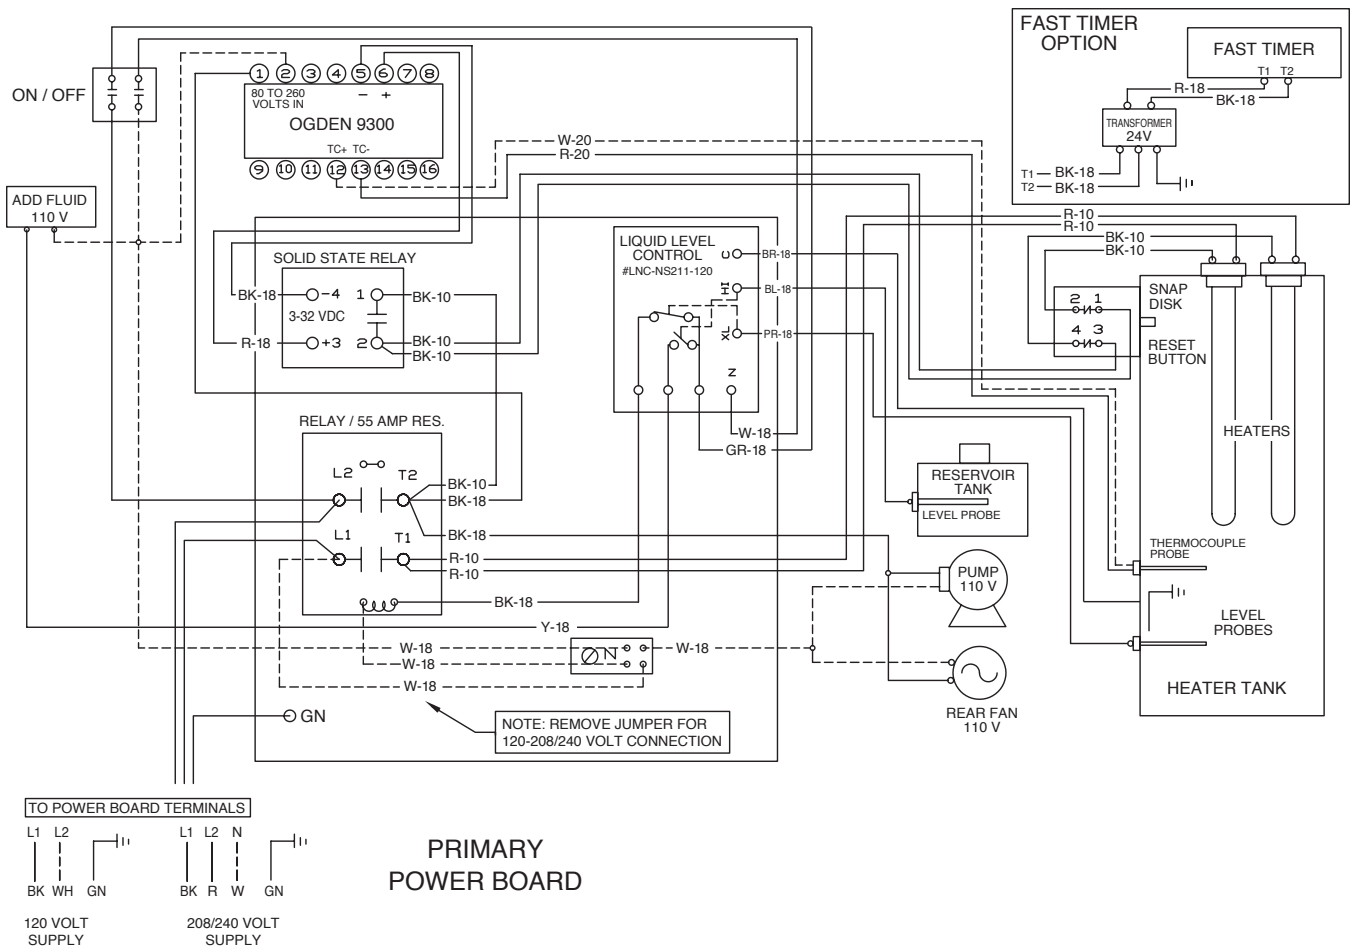 FAST TIMER
OPTION
FAST TIMER
T1 T2
R-18
BK-18
TRANSFORMER
24V
T1 BK-18
T2 BK-18
ON / OFF
1 2 3 4 5 6 7 8
80 TO 260
VOLTS IN
- +
OGDEN 9300
TC+ TC-
9 10 11 12 13 14 15 16
W-20
R-20
ADD FLUID
110 V
SOLID STATE RELAY
BK-18 -4 1 BK-10
3-32 VDC
R-18 +3 2 BK-10
BK-10
LIQUID LEVEL
CONTROL
#LNC-NS211-120
C BR-18
HI BL-18
XL PR-18
N
W-18
GR-18
R-10
R-10
BK-10
BK-10
SNAP
DISK
2 1
4 3
RESET
BUTTON
HEATERS
RELAY / 55 AMP RES.
L2 T2
BK-10
BK-18
BK-18
L1 T1
R-10
R-10
BK-18
Y-18
RESERVOIR
TANK
LEVEL PROBE
THERMOCOUPLE
PROBE
PUMP
110 V
LEVEL
PROBES
HEATER TANK
W-18
W-18
W-18
N
W-18
REAR FAN
110 V
GN
NOTE: REMOVE JUMPER FOR
120-208/240 VOLT CONNECTION
TO POWER BOARD TERMINALS
L1 L2
BK WH GN
120 VOLT
SUPPLY
L1 L2 N
BK R W GN
208/240 VOLT
SUPPLY
PRIMARY
POWER BOARD